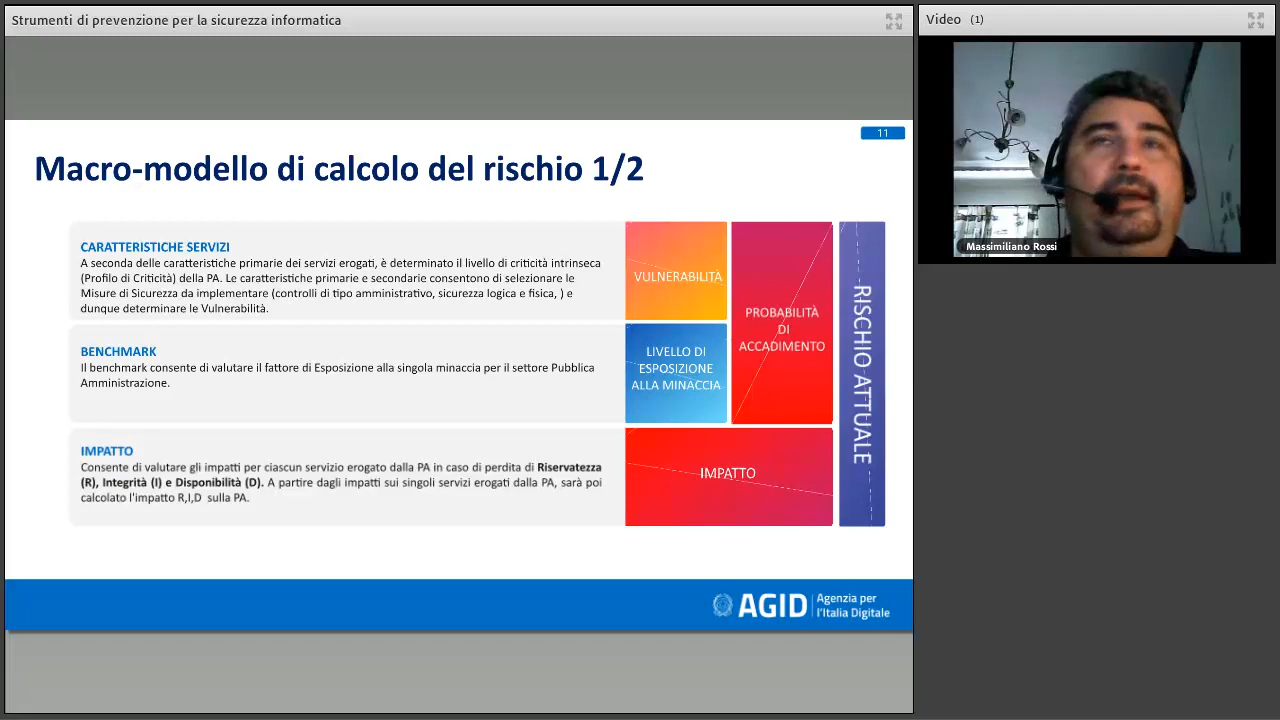 Strumenti di prevenzione per la sicurezza informatica
Video (1)
Massimiliano Rossi
11
Macro-modello di calcolo del rischio 1/2
CARATTERISTICHE SERVIZI
A seconda delle caratteristiche primarie dei servizi erogati, è determinato il livello di criticità intrinseca
(Profilo di Criticità) della PA. Le caratteristiche primarie e secondarie consentono di selezionare le
Misure di Sicurezza da implementare (controlli di tipo amministrativo, sicurezza logica e fisica, ) e
dunque determinare le Vulnerabilità.
VULNERABILITÀ
BENCHMARK
Il benchmark consente di valutare il fattore di Esposizione alla singola minaccia per il settore Pubblica
Amministrazione.
LIVELLO DI
ESPOSIZIONE
ALLA MINACCIA
PROBABILITÀ
DI
ACCADIMENTO
IMPATTO
Consente di valutare gli impatti per ciascun servizio erogato dalla PA in caso di perdita di Riservatezza
(R), Integrità (I) e Disponibilità (D). A partire dagli impatti sui singoli servizi erogati dalla PA, sarà poi
calcolato l'impatto R,I,D sulla PA.
IMPATTO
RISCHIO ATTUALE
AGID
Agenzia per
l'Italia Digitale